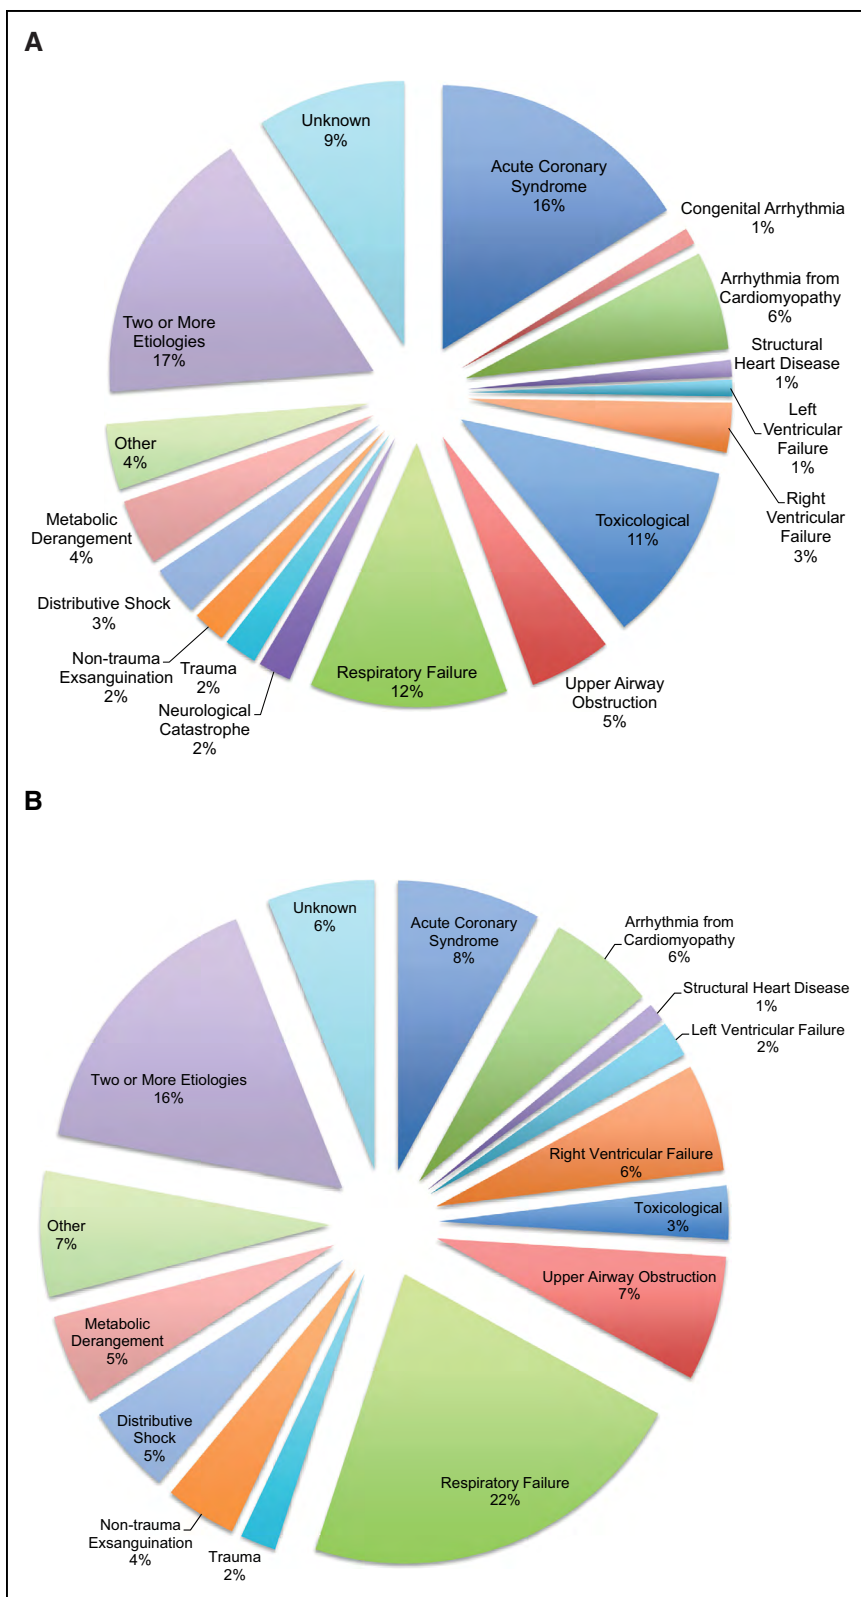 A
Unknown
9%
Acute Coronary
Syndrome
16%
Congenital Arrhythmia
1%
Arrhythmia from
Cardiomyopathy
6%
Structural
Heart Disease
1%
Left
Ventricular
Failure
1%
Right
Ventricular
Failure
3%
Toxicological
11%
Upper Airway
Obstruction
5%
Respiratory Failure
12%
Neurological
Catastrophe
2%
Trauma
2%
Non-trauma
Exsanguination
2%
Distributive Shock
3%
Metabolic
Derangement
4%
Other
4%
Two or More
Etiologies
17%
B
Unknown
6%
Acute Coronary
Syndrome
8%
Arrhythmia from
Cardiomyopathy
6%
Structural Heart Disease
1%
Left Ventricular Failure
2%
Right Ventricular Failure
6%
Toxicological
3%
Upper Airway Obstruction
7%
Respiratory Failure
22%
Trauma
2%
Non-trauma
Exsanguination
4%
Distributive
Shock
5%
Metabolic
Derangement
5%
Other
7%
Two or More Etiologies
16%